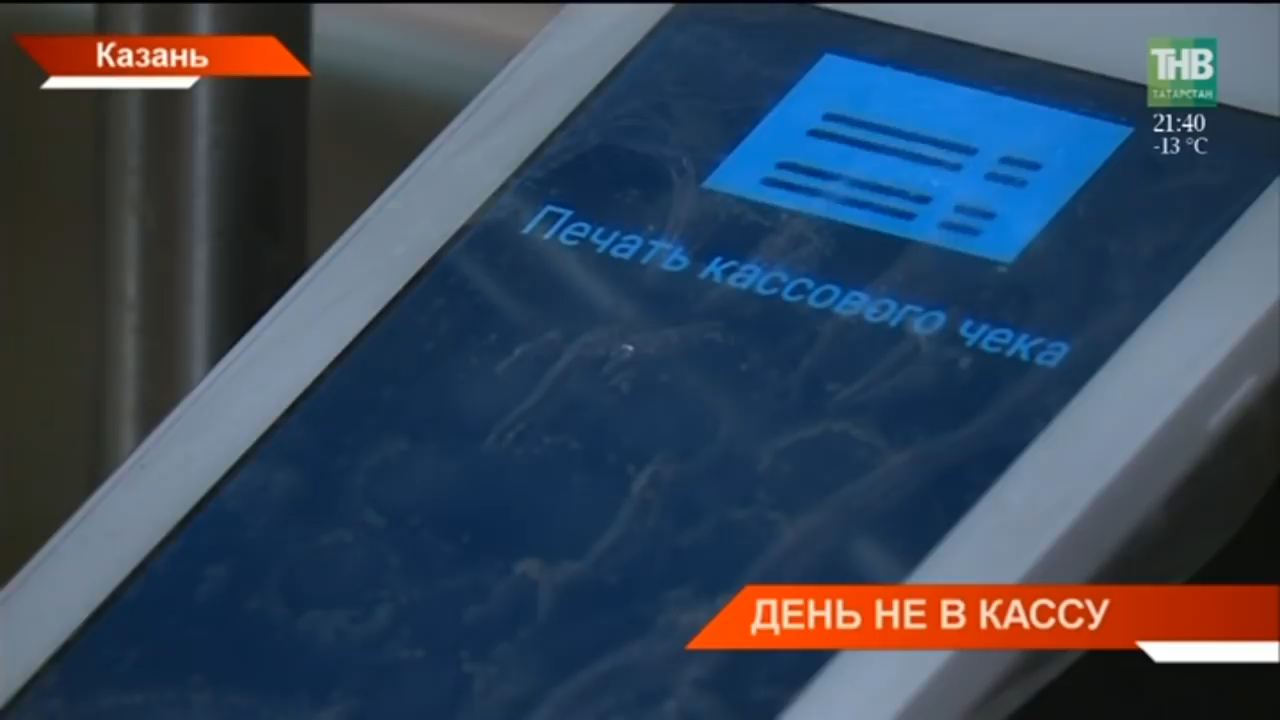 Казань
ТНВ
ТАТАРСТАН
21:40
-13 °C
Печать кассового чека
ДЕНЬ НЕ В КАССУ